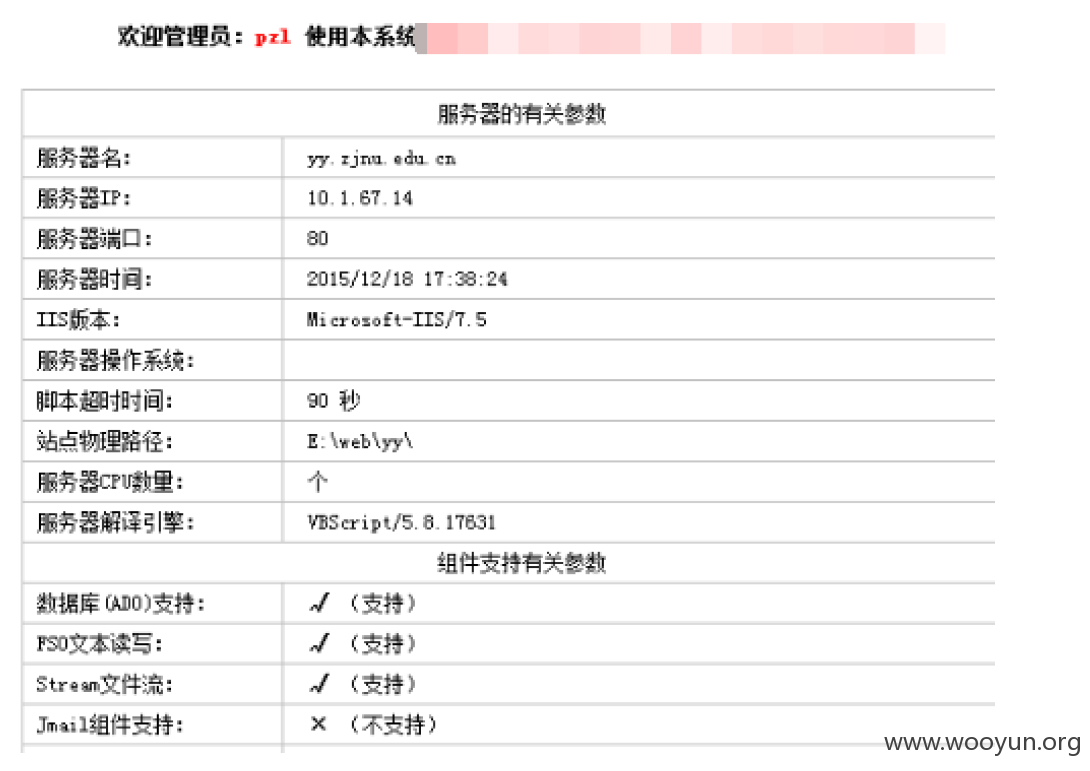 欢迎管理员：pzl 使用本系统
服务器的有关参数
服务器名： yy.zjnu.edu.cn
服务器IP： 10.1.67.14
服务器端口： 80
服务器时间： 2015/12/18 17:38:24
IIS版本： Microsoft-IIS/7.5
服务器操作系统：
脚本超时时间： 90 秒
站点物理路径： E:\web\yy\
服务器CPU数量： 个
服务器解译引擎： VBScript/5.8.17631
组件支持有关参数
数据库(ADO)支持： √ （支持）
FSO文本读写： √ （支持）
Stream文件流： √ （支持）
Jmail组件支持： × （不支持）
www.wooyun.org